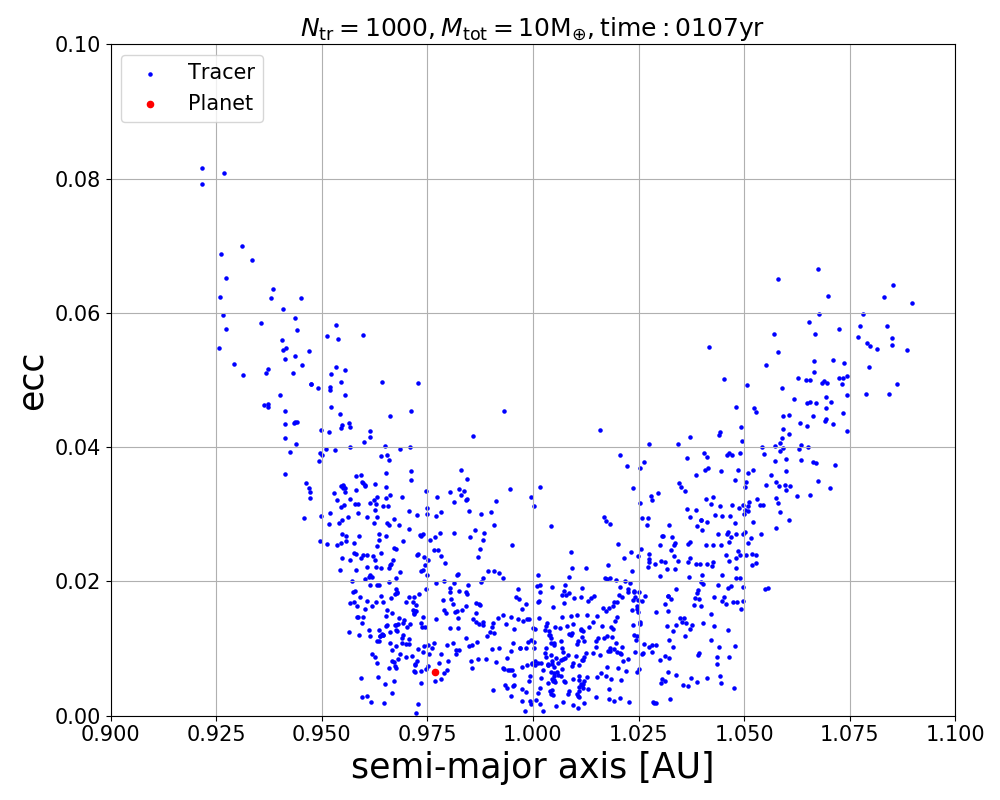 N_tr = 1000, M_tot = 10M_⊕, time : 0107yr
0.10
Tracer
Planet
0.08
0.06
ecc
0.04
0.02
0.00
0.900 0.925 0.950 0.975 1.000 1.025 1.050 1.075 1.100
semi-major axis [AU]